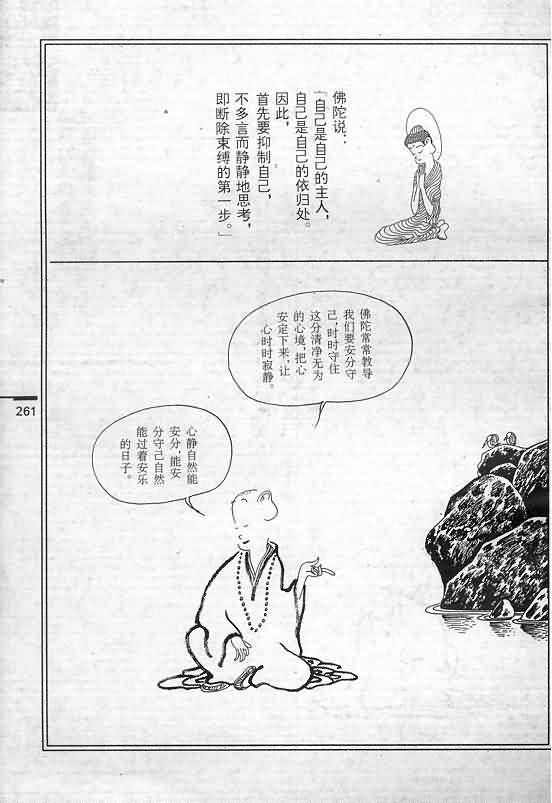 佛陀说：
「自己是自己的主人，
自己是自己的依归处。
因此，
首先要抑制自己，
不多言而静静地思考，
即断除束缚的第一步。」
佛陀常常教导
我们要安分守
己，时时守住
这分清净无为
的心境，把心
安定下来，让
心时时寂静。
心静自然能
安分，能安
分守己自然
能过着安乐
的日子。
261